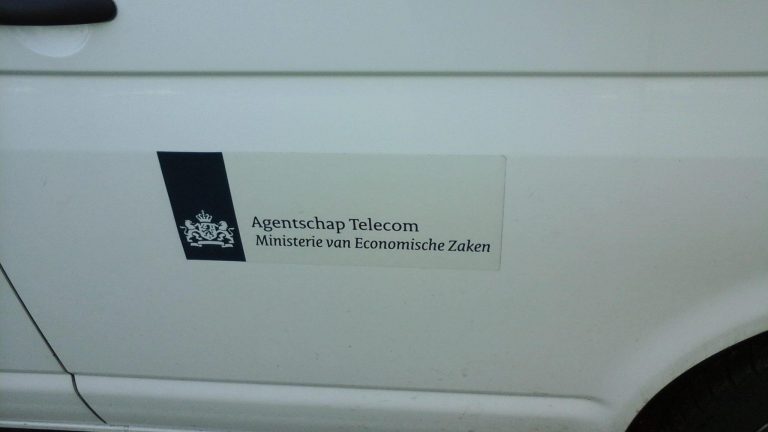 Agentschap Telecom
Ministerie van Economische Zaken